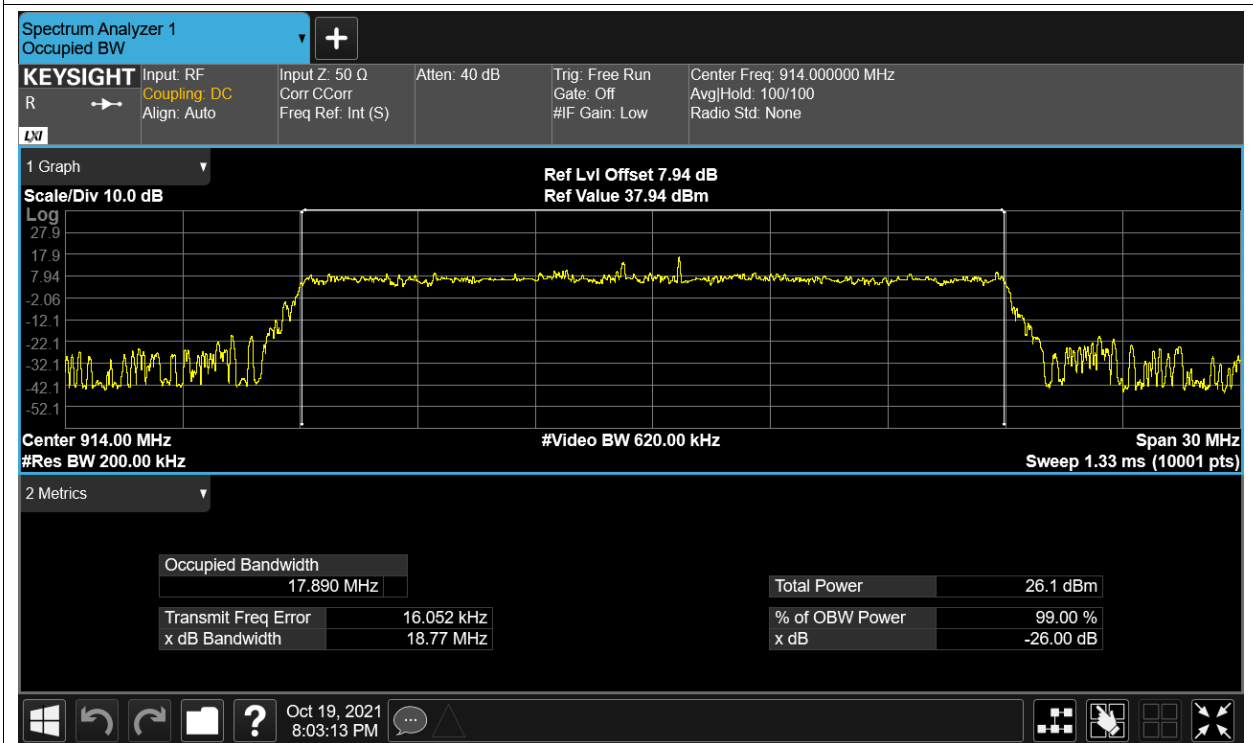 Spectrum Analyzer 1
Occupied BW
▼
+
KEYSIGHT
R
LXI
Input: RF
Coupling: DC
Align: Auto
Input Z: 50 Ω
Corr CCorr
Freq Ref: Int (S)
Atten: 40 dB
Trig: Free Run
Gate: Off
#IF Gain: Low
Center Freq: 914.000000 MHz
Avg|Hold: 100/100
Radio Std: None
1 Graph ▼
Scale/Div 10.0 dB
Ref Lvl Offset 7.94 dB
Ref Value 37.94 dBm
Log
27.9
17.9
7.94
-2.06
-12.1
-22.1
-32.1
-42.1
-52.1
Center 914.00 MHz
#Res BW 200.00 kHz
#Video BW 620.00 kHz
Span 30 MHz
Sweep 1.33 ms (10001 pts)
2 Metrics ▼
Occupied Bandwidth
17.890 MHz
Transmit Freq Error 16.052 kHz
x dB Bandwidth 18.77 MHz
Total Power 26.1 dBm
% of OBW Power 99.00 %
x dB -26.00 dB
?
Oct 19, 2021
8:03:13 PM